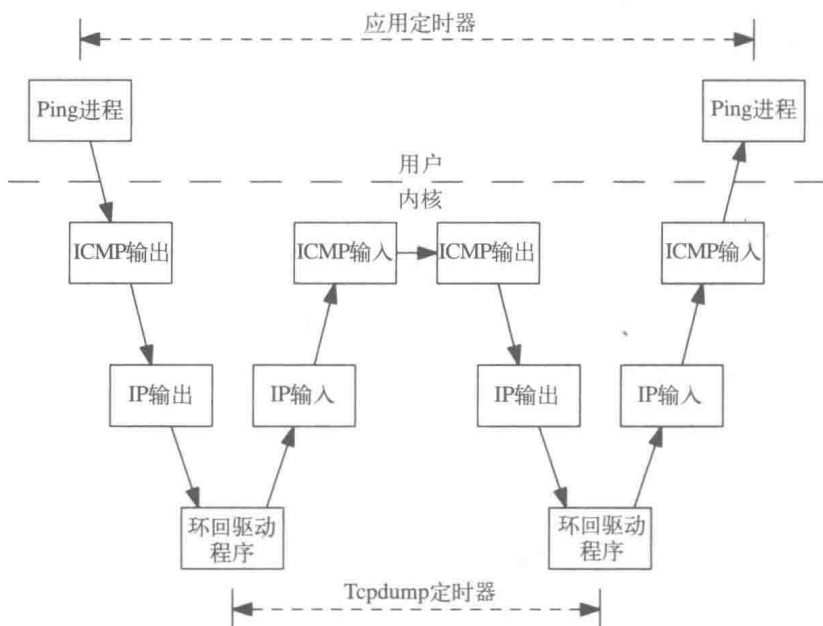 应用定时器
Ping进程
Ping进程
用户
内核
ICMP输出
ICMP输入
ICMP输出
ICMP输入
IP输出
IP输入
IP输出
IP输入
环回驱动
程序
环回驱动
程序
Tcpdump定时器